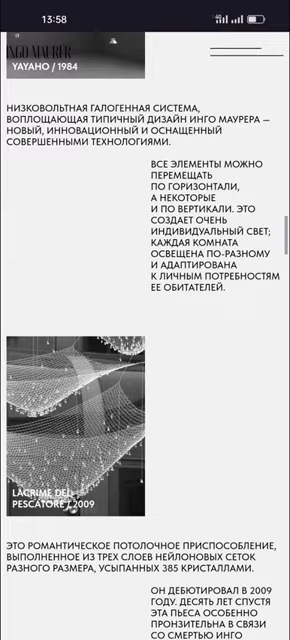 13:58
INGO MAURER
YAYAHO / 1984
НИЗКОВОЛЬТНАЯ ГАЛОГЕННАЯ СИСТЕМА,
ВОПЛОЩАЮЩАЯ ТИПИЧНЫЙ ДИЗАЙН ИНГО МАУРЕРА —
НОВЫЙ, ИННОВАЦИОННЫЙ И ОСНАЩЕННЫЙ
СОВЕРШЕННЫМИ ТЕХНОЛОГИЯМИ.
ВСЕ ЭЛЕМЕНТЫ МОЖНО
ПЕРЕМЕЩАТЬ
ПО ГОРИЗОНТАЛИ,
А НЕКОТОРЫЕ
И ПО ВЕРТИКАЛИ. ЭТО
СОЗДАЕТ ОЧЕНЬ
ИНДИВИДУАЛЬНЫЙ СВЕТ;
КАЖДАЯ КОМНАТА
ОСВЕЩЕНА ПО-РАЗНОМУ
И АДАПТИРОВАНА
К ЛИЧНЫМ ПОТРЕБНОСТЯМ
ЕЕ ОБИТАТЕЛЕЙ.
LACRIME DEL
PESCATORE / 2009
ЭТО РОМАНТИЧЕСКОЕ ПОТОЛОЧНОЕ ПРИСПОСОБЛЕНИЕ,
ВЫПОЛНЕННОЕ ИЗ ТРЕХ СЛОЕВ НЕЙЛОНОВЫХ СЕТОК
РАЗНОГО РАЗМЕРА, УСЫПАННЫХ 385 КРИСТАЛЛАМИ.
ОН ДЕБЮТИРОВАЛ В 2009
ГОДУ. ДЕСЯТЬ ЛЕТ СПУСТЯ
ЭТА ПЬЕСА ОСОБЕННО
ПРОНЗИТЕЛЬНА В СВЯЗИ
СО СМЕРТЬЮ ИНГО